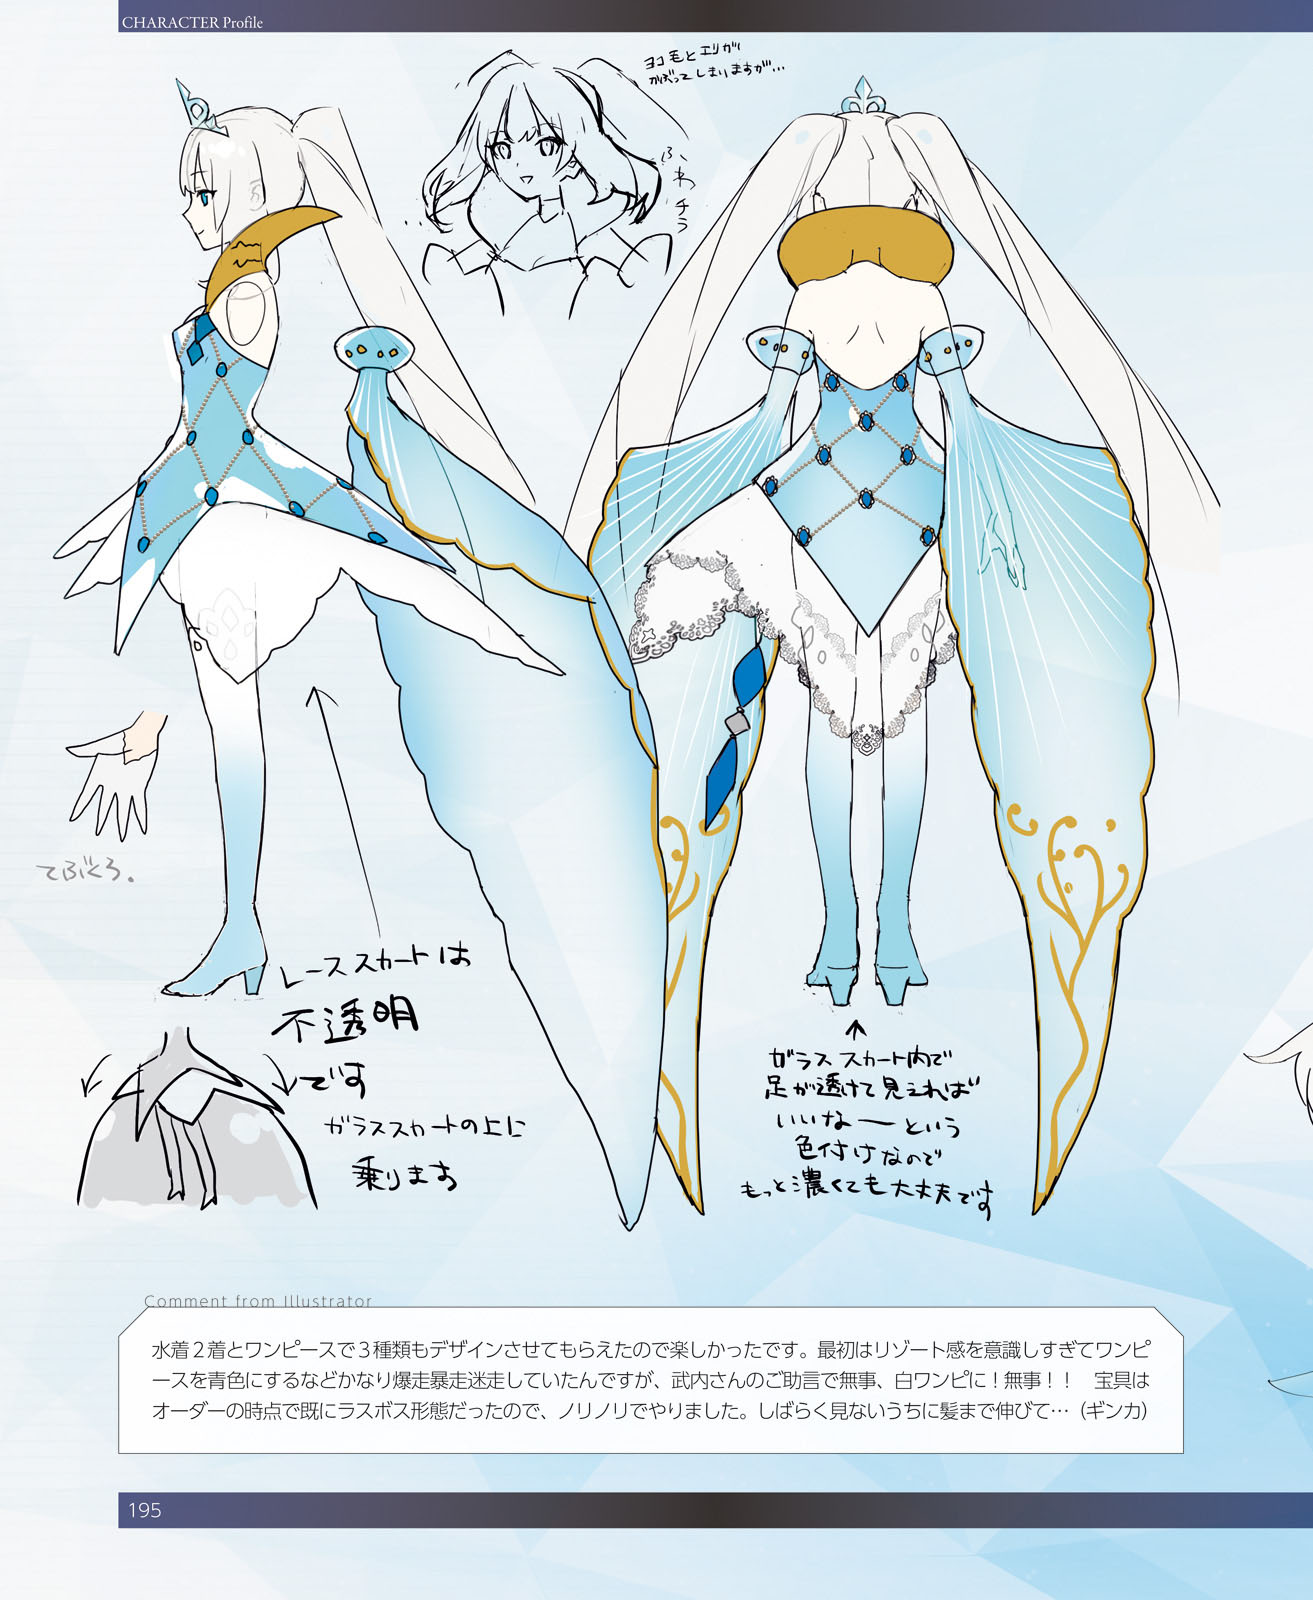 CHARACTER Profile
ヨコ毛とエリが
かぶってしまいますが…
ふわ
チラ
てぶくろ。
レーススカートは
不透明
です
ガラススカートの上に
乗ります
ガラススカート内で
足が透けて見えれば
いいなーという
色付けなので
もっと濃くても大丈夫です
Comment from Illustrator
水着２着とワンピースで３種類もデザインさせてもらえたので楽しかったです。最初はリゾート感を意識しすぎてワンピ
ースを青色にするなどかなり爆走暴走迷走していたんですが、武内さんのご助言で無事、白ワンピに！無事！！　宝具は
オーダーの時点で既にラスボス形態だったので、ノリノリでやりました。しばらく見ないうちに髪まで伸びて…（ギンカ）
195